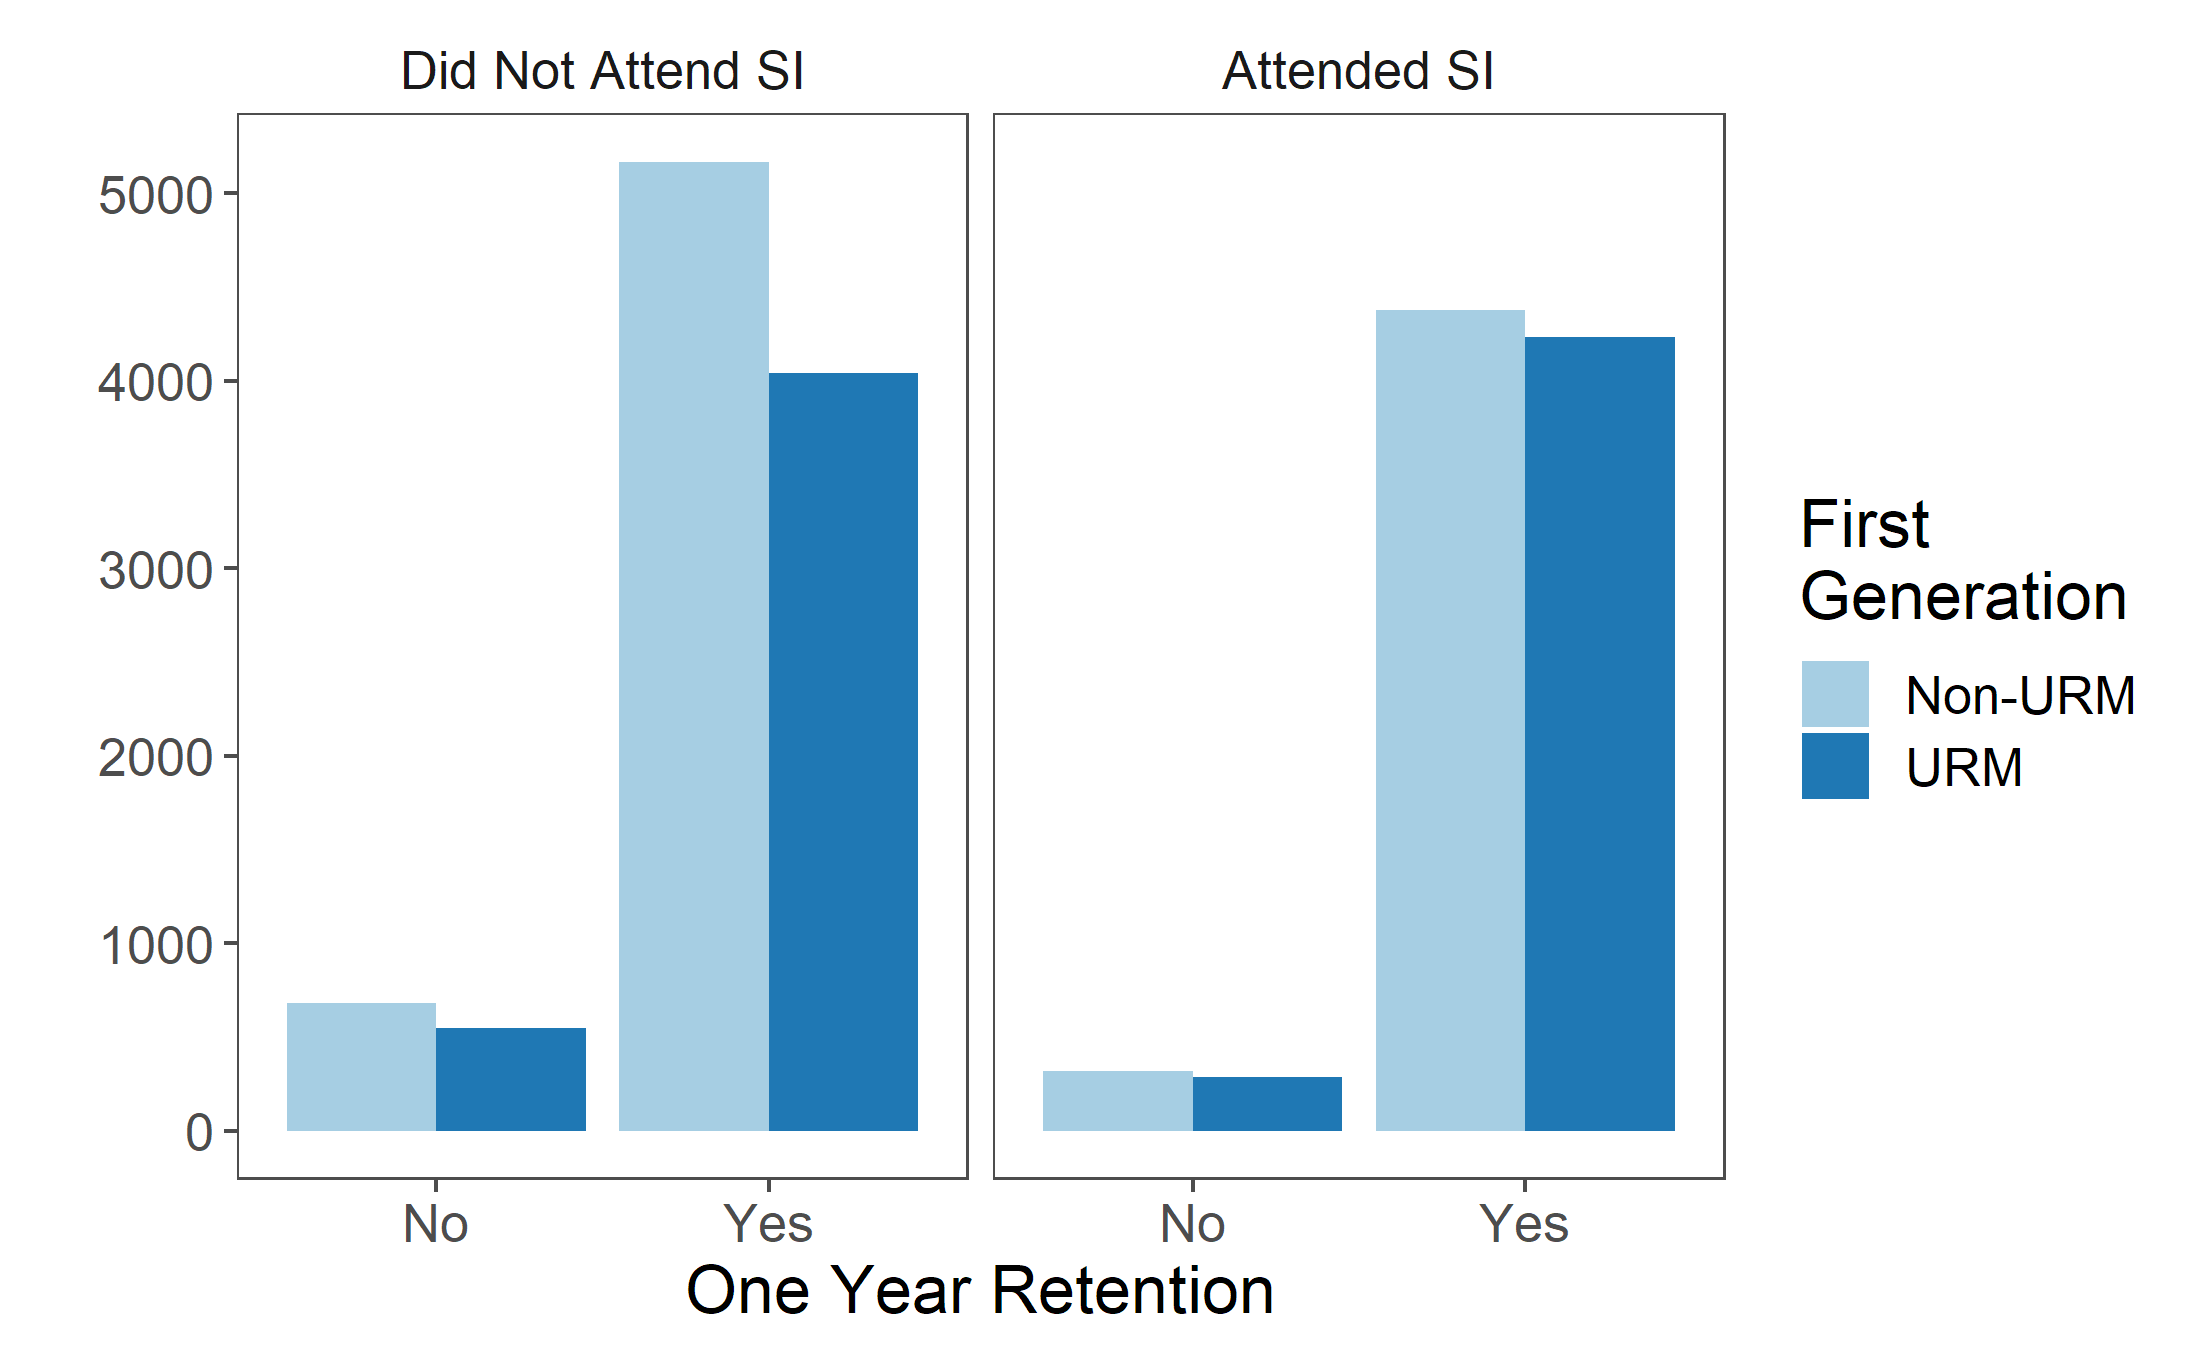 Did Not Attend SI
Attended SI
5000
4000
3000
2000
1000
0
No
Yes
No
Yes
One Year Retention
First
Generation
Non-URM
URM